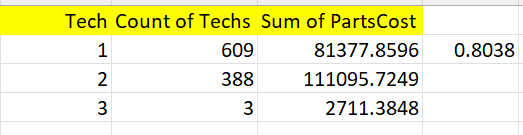 Tech Count of Techs Sum of PartsCost
1 609 81377.8596 0.8038
2 388 111095.7249
3 3 2711.3848